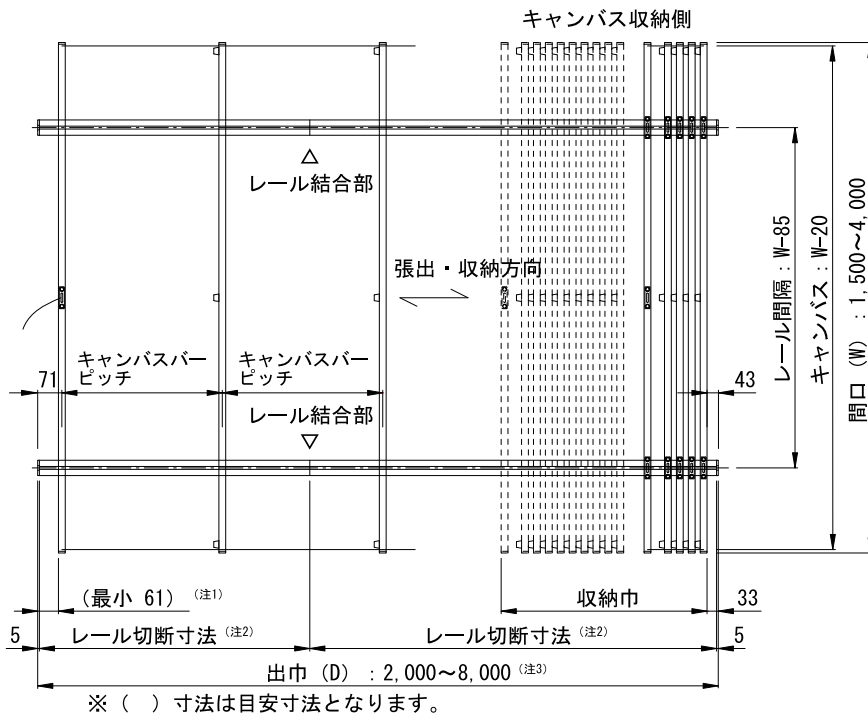 キャンバス収納側
レール結合部
張出・収納方向
キャンバスバー
ピッチ
キャンバスバー
ピッチ
71
43
レール結合部
レール間隔：W-85
キャンバス：W-20
間口（W）：1,500～4,000
(最小 61) (注1)
収納巾
33
5
レール切断寸法 (注2)
レール切断寸法 (注2)
5
出巾（D）：2,000～8,000 (注3)
※（　）寸法は目安寸法となります。